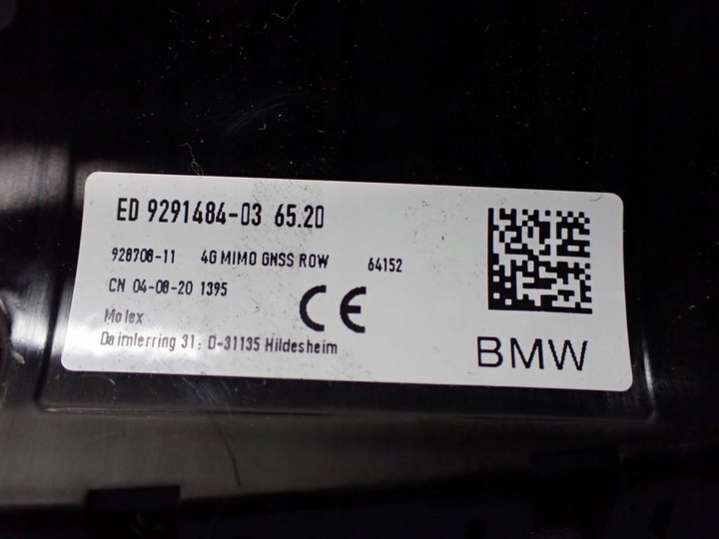 ED 9291484-03 65.20
928708-11 4G MIMO GNSS ROW 64152
CN 04-08-20 1395
CE
Molex
Daimlerring 31; D-31135 Hildesheim
BMW